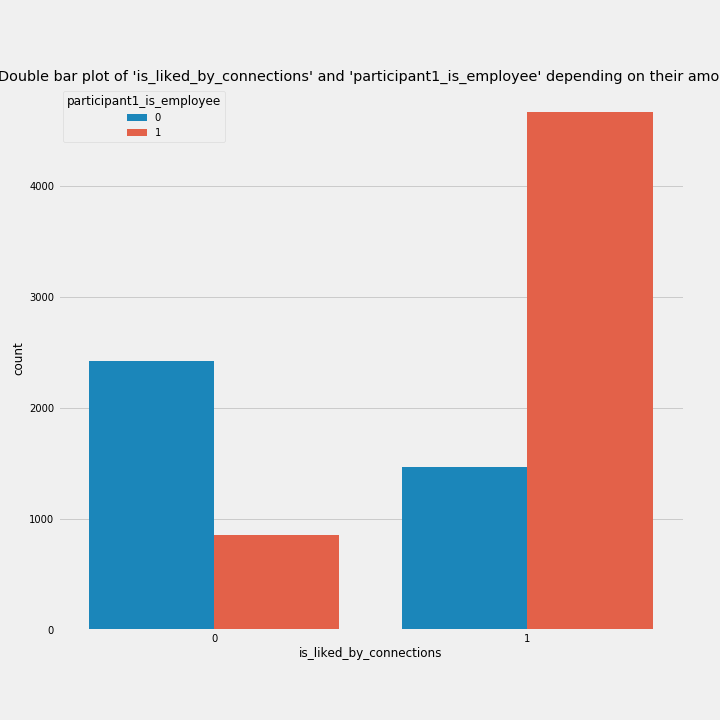 Double bar plot of 'is_liked_by_connections' and 'participant1_is_employee' depending on their amo
participant1_is_employee
0
1
4000
3000
2000
1000
0
count
0 1
is_liked_by_connections